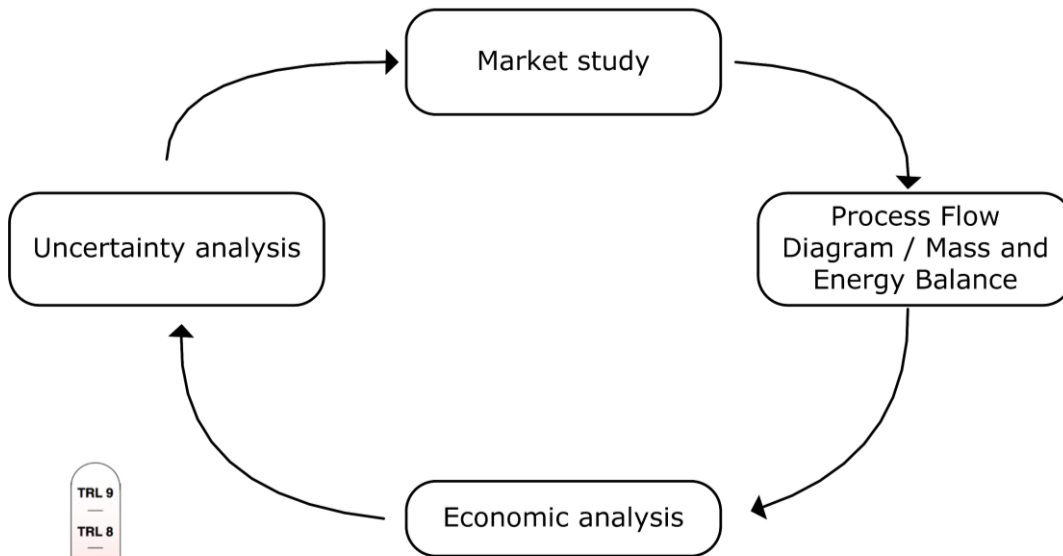 Market study
Uncertainty analysis
Process Flow
Diagram / Mass and
Energy Balance
Economic analysis
TRL 9
TRL 8